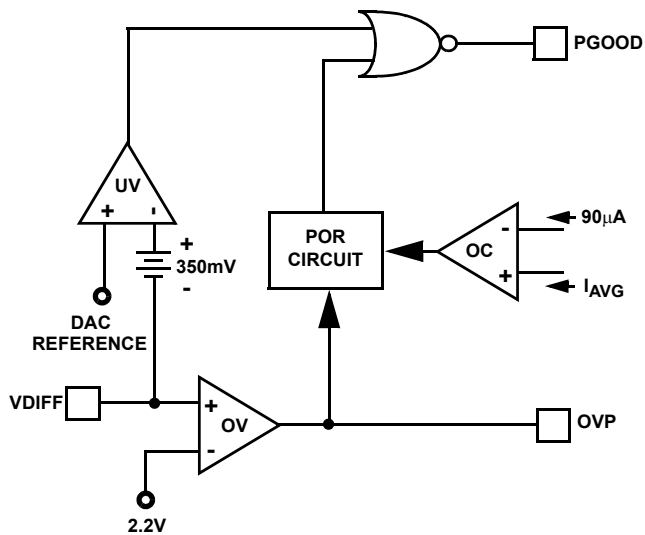 PGOOD
UV
+ -
+
350mV
-
DAC
REFERENCE
POR
CIRCUIT
-
OC
+
90μA
IAVG
VDIFF
+
OV
-
OVP
2.2V